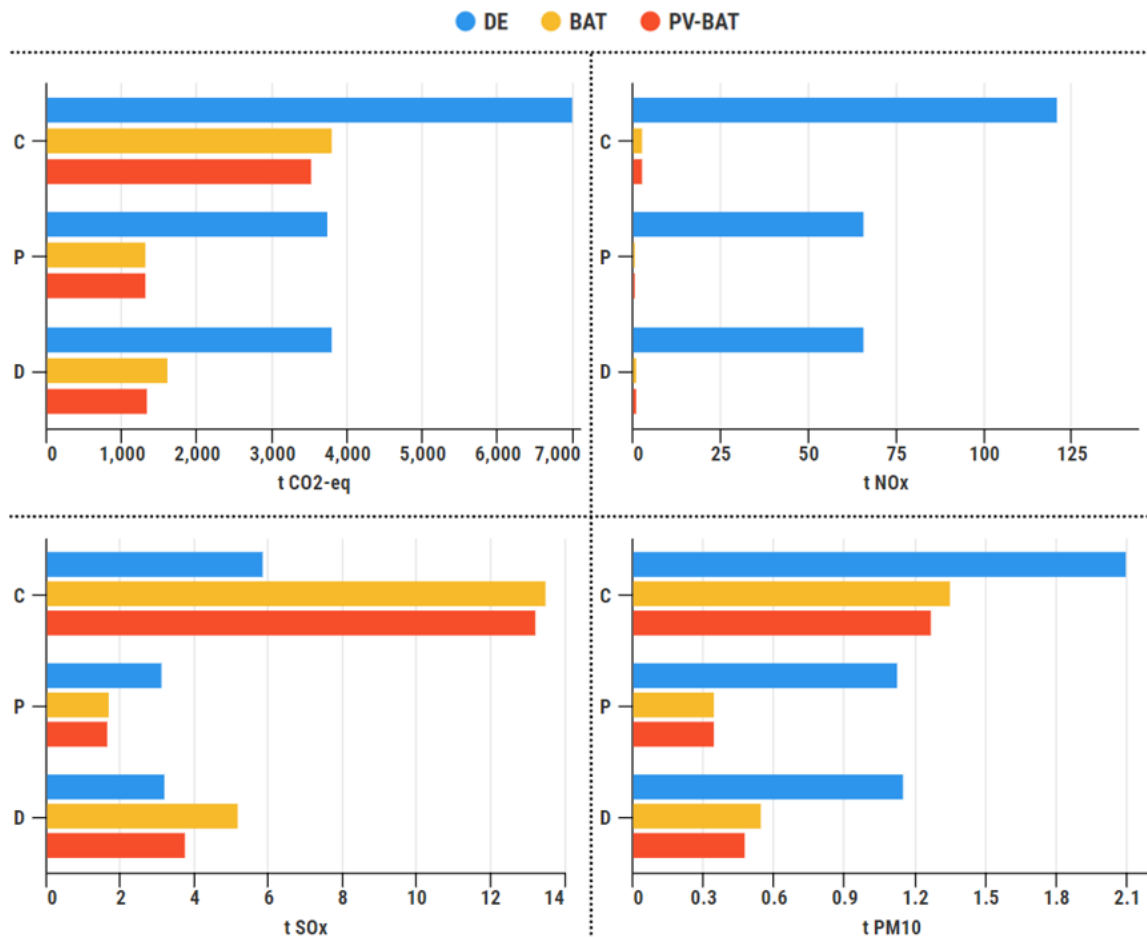 DE BAT PV-BAT
C
P
D
0 1,000 2,000 3,000 4,000 5,000 6,000 7,000
t CO2-eq
C
P
D
0 25 50 75 100 125
t NOx
C
P
D
0 2 4 6 8 10 12 14
t SOx
C
P
D
0 0.3 0.6 0.9 1.2 1.5 1.8 2.1
t PM10